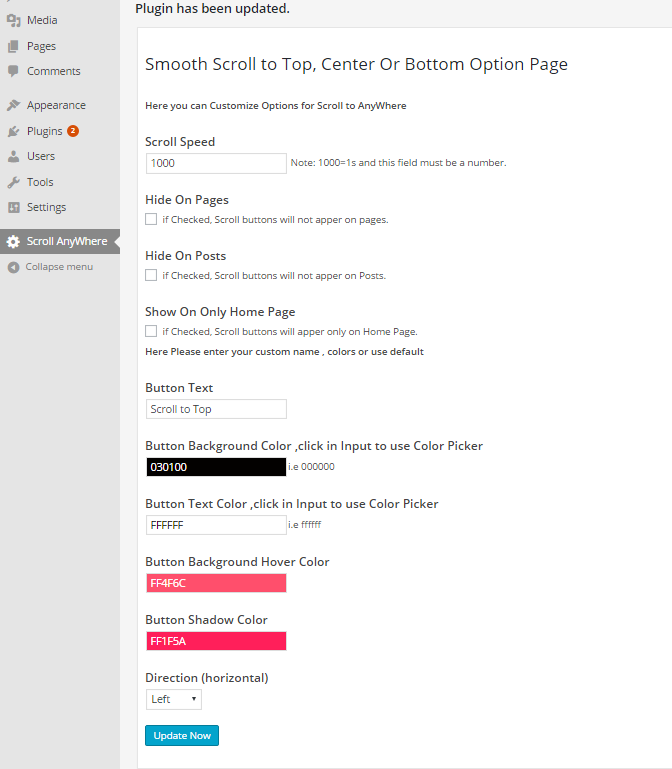 Plugin has been updated.
Media
Pages
Comments
Appearance
Plugins 2
Users
Tools
Settings
Scroll AnyWhere
Collapse menu
Smooth Scroll to Top, Center Or Bottom Option Page
Here you can Customize Options for Scroll to AnyWhere
Scroll Speed
1000 Note: 1000=1s and this field must be a number.
Hide On Pages
if Checked, Scroll buttons will not apper on pages.
Hide On Posts
if Checked, Scroll buttons will not apper on Posts.
Show On Only Home Page
if Checked, Scroll buttons will apper only on Home Page.
Here Please enter your custom name , colors or use default
Button Text
Scroll to Top
Button Background Color ,click in Input to use Color Picker
030100 i.e 000000
Button Text Color ,click in Input to use Color Picker
FFFFFF i.e ffffff
Button Background Hover Color
FF4F6C
Button Shadow Color
FF1F5A
Direction (horizontal)
Left
Update Now